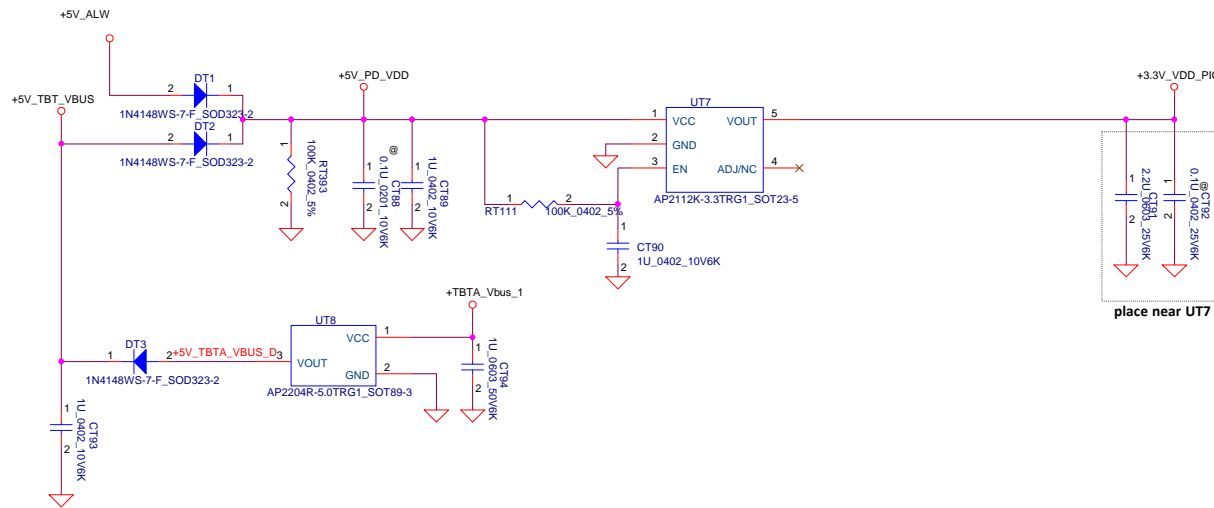 +5V_ALW
+5V_TBT_VBUS
DT1
2
1
1N4148WS-7-F_SOD323-2
DT2
2
1
1N4148WS-7-F_SOD323-2
+5V_PD_VDD
1
2
RT393
100K_0402_5%
@
1
2
CT88
0.1U_0201_10V6K
1
2
CT89
1U_0402_10V6K
RT111
1
2
100K_0402_5%
1
2
CT90
1U_0402_10V6K
UT7
1
VCC
VOUT
5
2
GND
3
EN
ADJ/NC
4
AP2112K-3.3TRG1_SOT23-5
+3.3V_VDD_PIC
1
2
CT91
2.2U_0603_25V6K
@
1
2
CT92
0.1U_0402_25V6K
place near UT7
+TBTA_Vbus_1
UT8
VCC
1
3
VOUT
GND
2
AP2204R-5.0TRG1_SOT89-3
1
2
CT94
1U_0603_50V6K
DT3
1
2
+5V_TBTA_VBUS_D
1N4148WS-7-F_SOD323-2
1
2
CT93
1U_0402_10V6K